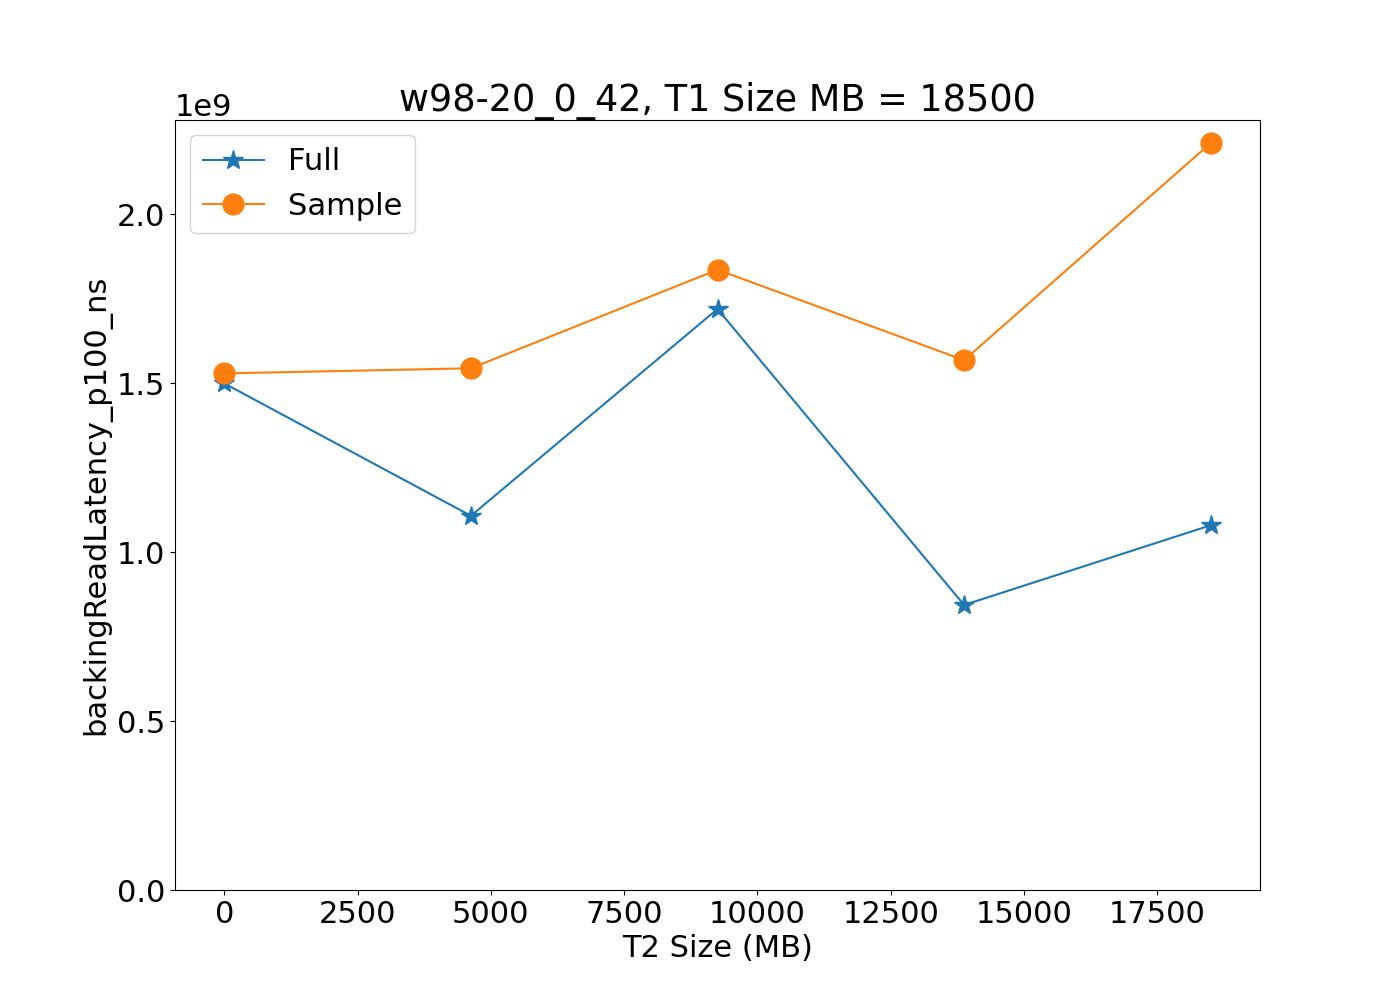 w98-20_0_42, T1 Size MB = 18500
1e9
Full
Sample
2.0
1.5
1.0
0.5
0.0
backingReadLatency_p100_ns
0 2500 5000 7500 10000 12500 15000 17500
T2 Size (MB)